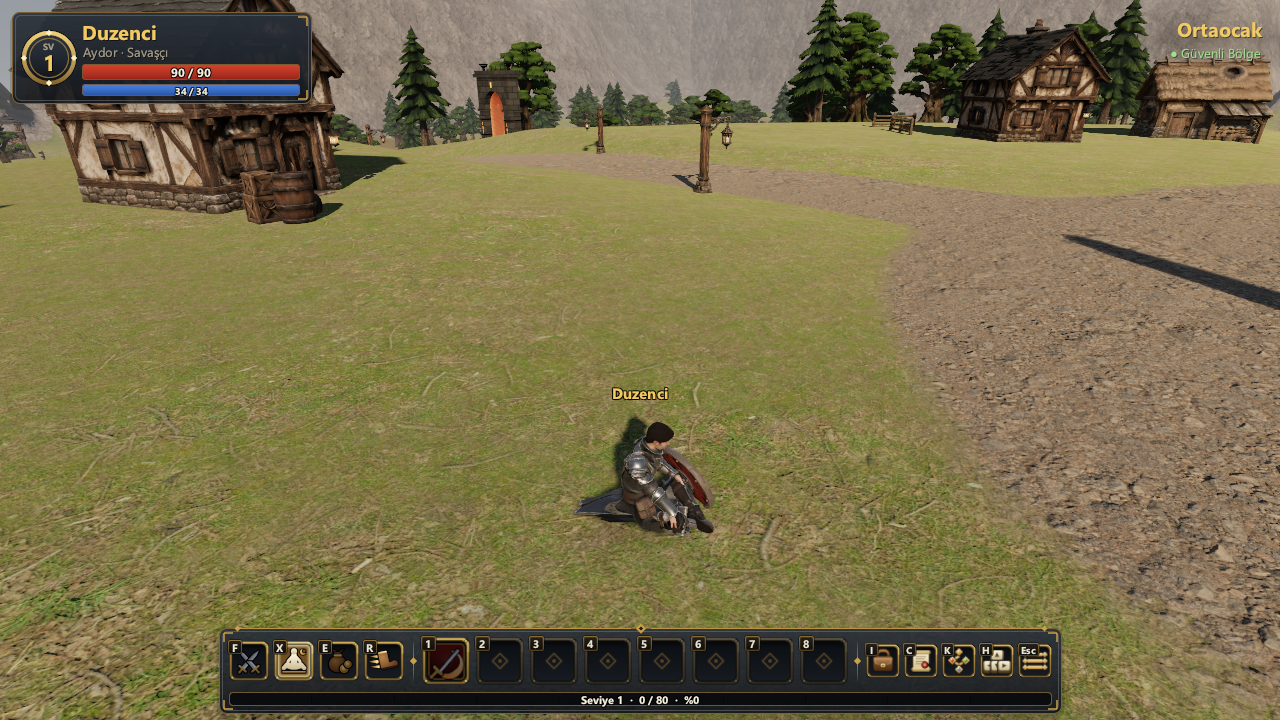 Duzenci
SV
1
Aydor · Savaşçı
90 / 90
34 / 34
Ortaocak
Güvenli Bölge
Duzenci
F
X
E
R
1
2
3
4
5
6
7
8
I
C
K
H
Esc
Seviye 1 · 0 / 80 · %0